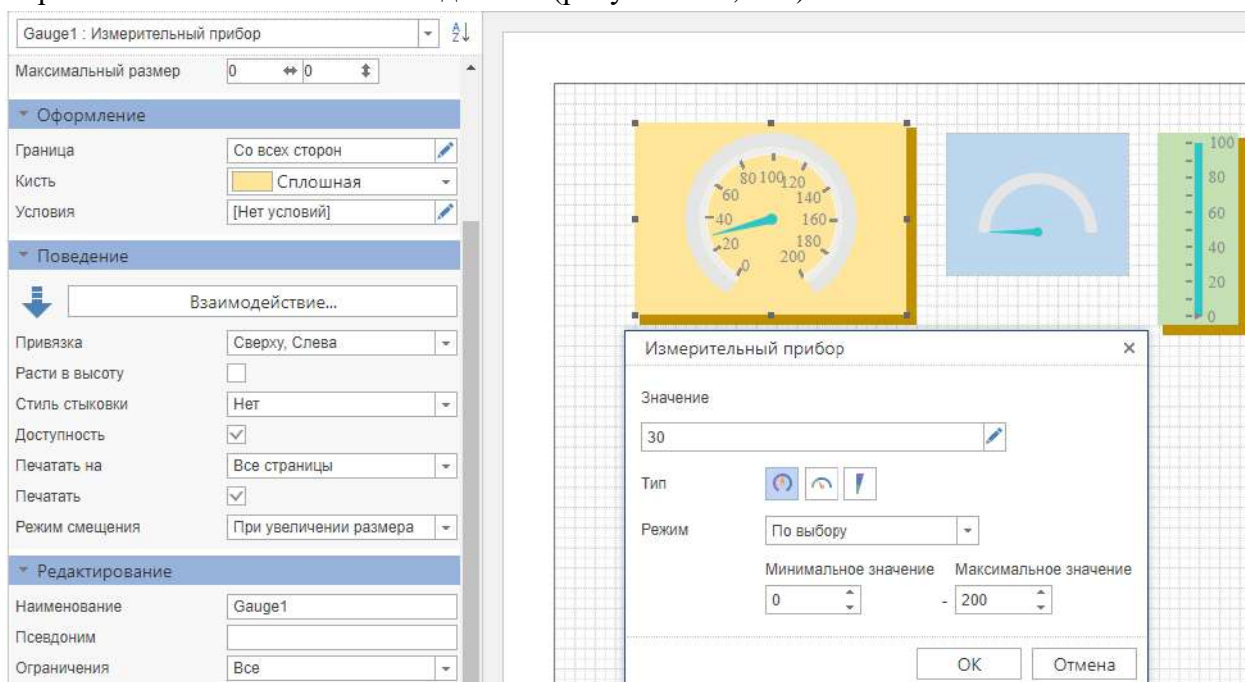 Gauge1 : Измерительный прибор
Максимальный размер 0 0
Оформление
Граница Со всех сторон
Кисть Сплошная
Условия [Нет условий]
Поведение
Взаимодействие...
Привязка Сверху, Слева
Расти в высоту
Стиль стыковки Нет
Доступность
Печатать на Все страницы
Печатать
Режим смещения При увеличении размера
Редактирование
Наименование Gauge1
Псевдоним
Ограничения Все
0
20
40
60
80
100
120
140
160
180
200
100
80
60
40
20
0
Измерительный прибор
Значение
30
Тип
Режим По выбору
Минимальное значение Максимальное значение
0 - 200
OK Отмена